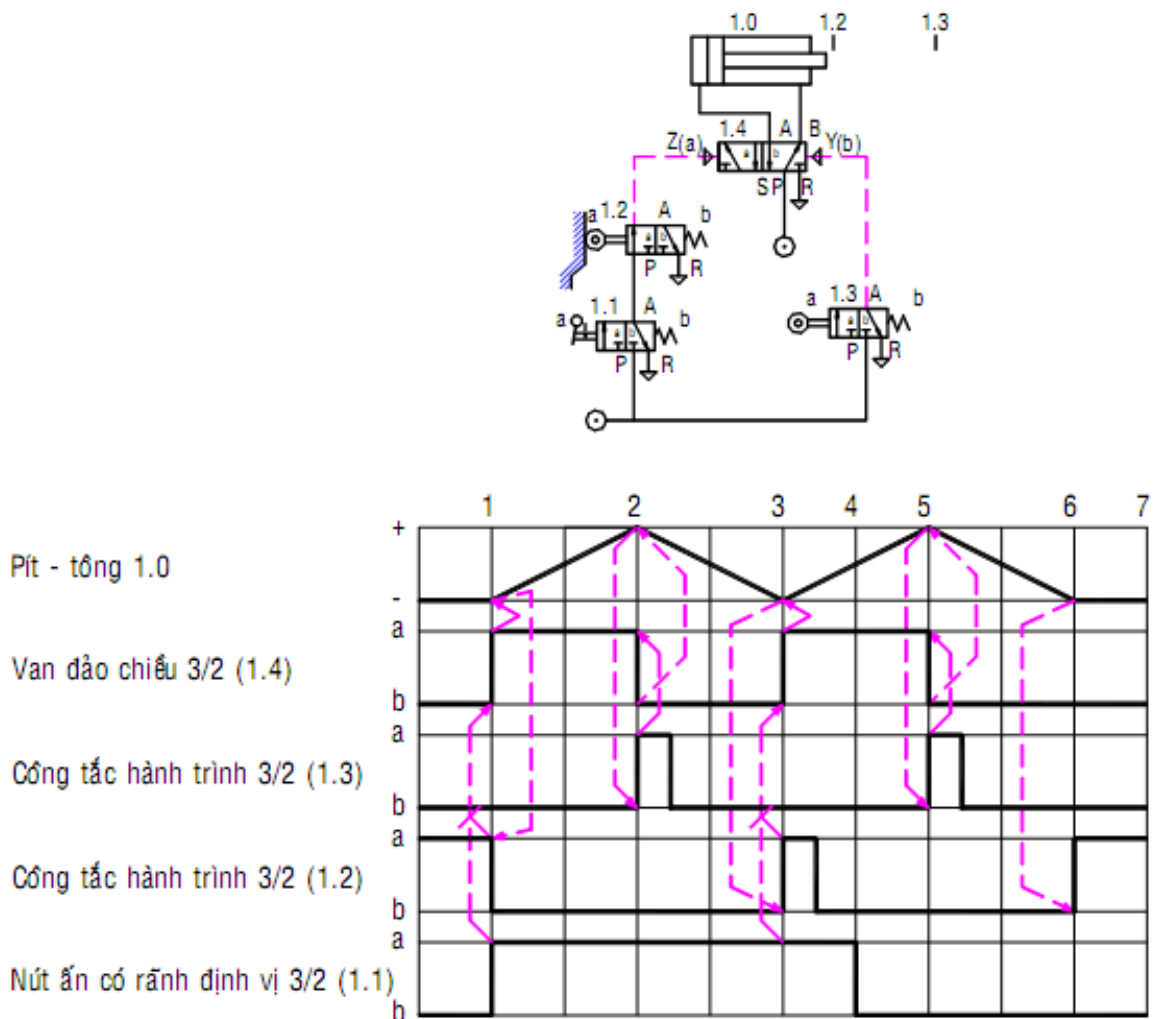 1.0 1.2 1.3
1.4 A B
Z(a) a b Y(b)
S P R
a 1.2 A b
a b
P R
a 1.1 A b
a b
P R
a 1.3 A b
a b
P R
1 2 3 4 5 6 7
+
Pít - tông 1.0
-
a
Van đảo chiều 3/2 (1.4)
b
a
Công tắc hành trình 3/2 (1.3)
b
a
Công tắc hành trình 3/2 (1.2)
b
a
Nút ấn có rãnh định vị 3/2 (1.1)
b